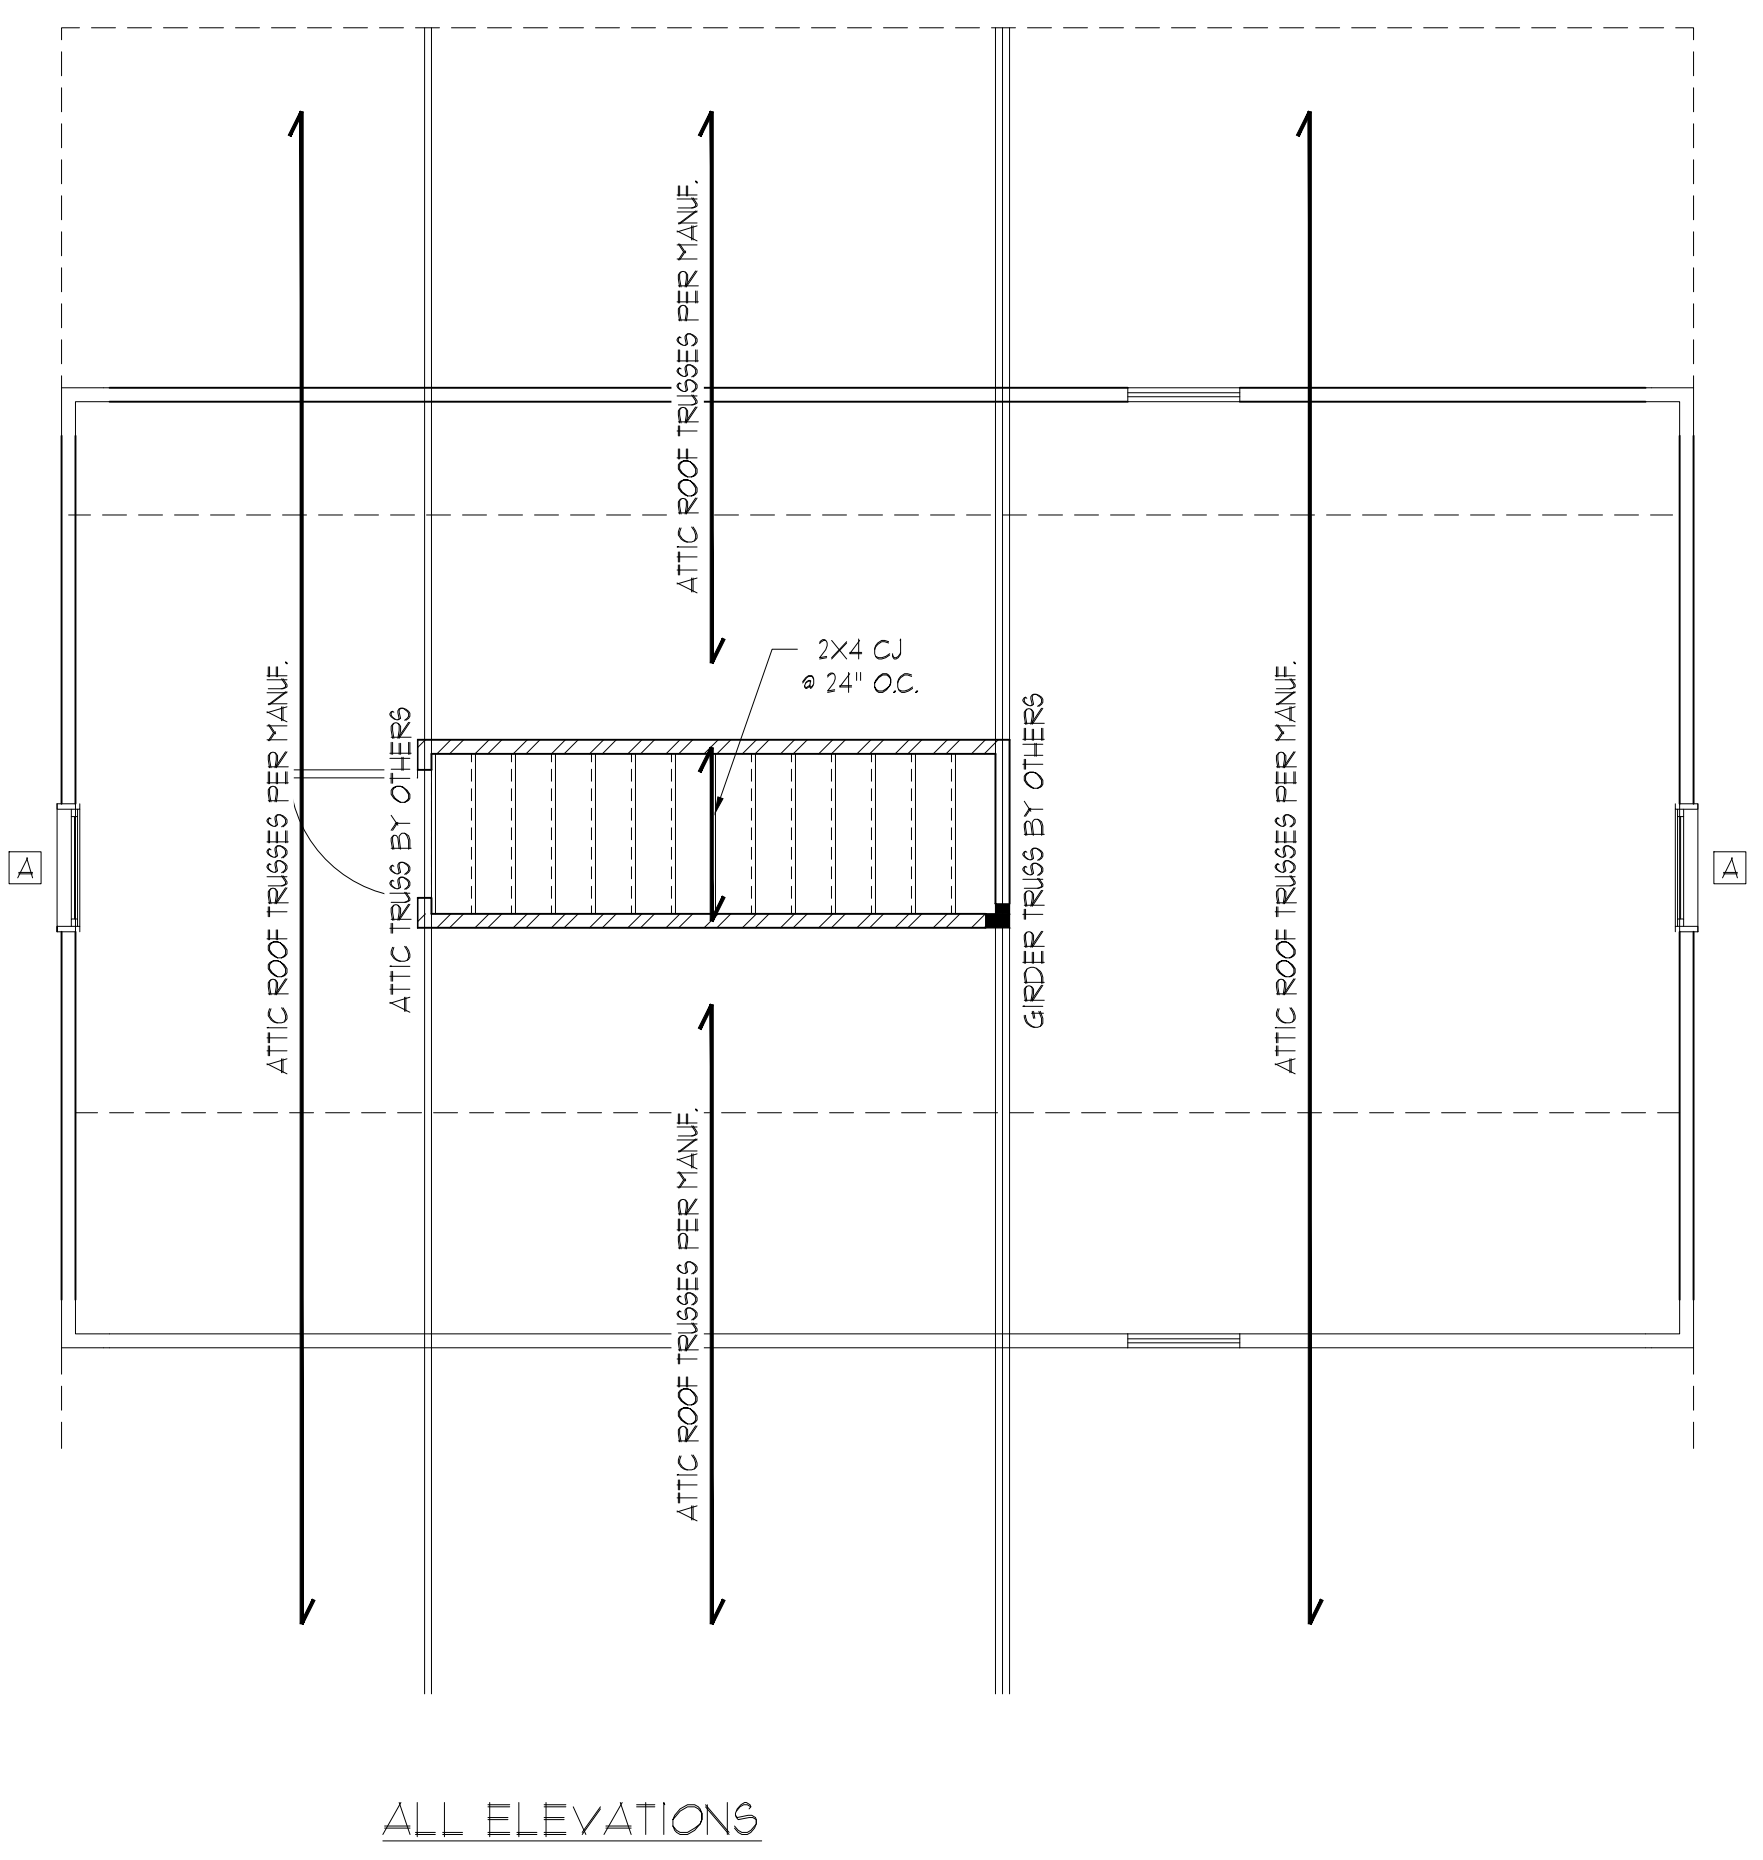 ATTIC ROOF TRUSSES PER MANUF.
2X4 CJ
@ 24" O.C.
ATTIC ROOF TRUSSES PER MANUF.
ATTIC TRUSS BY OTHERS
GIRDER TRUSS BY OTHERS
ATTIC ROOF TRUSSES PER MANUF.
A
A
ATTIC ROOF TRUSSES PER MANUF.
ALL ELEVATIONS